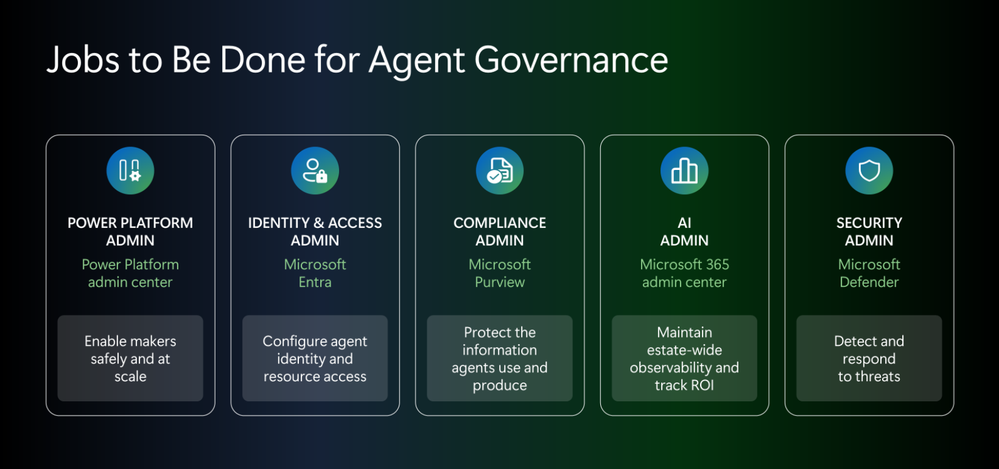 Jobs to Be Done for Agent Governance
POWER PLATFORM
ADMIN
Power Platform
admin center
Enable makers
safely and at
scale
IDENTITY & ACCESS
ADMIN
Microsoft
Entra
Configure agent
identity and
resource access
COMPLIANCE
ADMIN
Microsoft
Purview
Protect the
information
agents use and
produce
AI
ADMIN
Microsoft 365
admin center
Maintain
estate-wide
observability and
track ROI
SECURITY
ADMIN
Microsoft
Defender
Detect and
respond
to threats